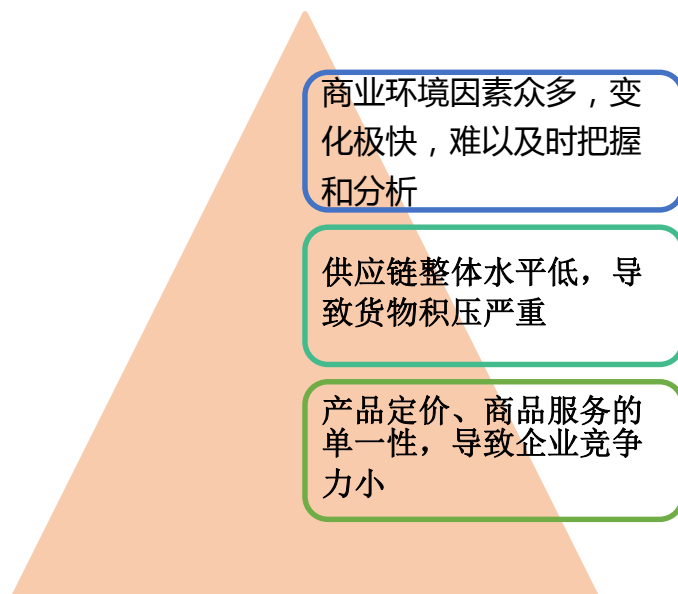 商业环境因素众多，变
化极快，难以及时把握
和分析
供应链整体水平低，导
致货物积压严重
产品定价、商品服务的
单一性，导致企业竞争
力小